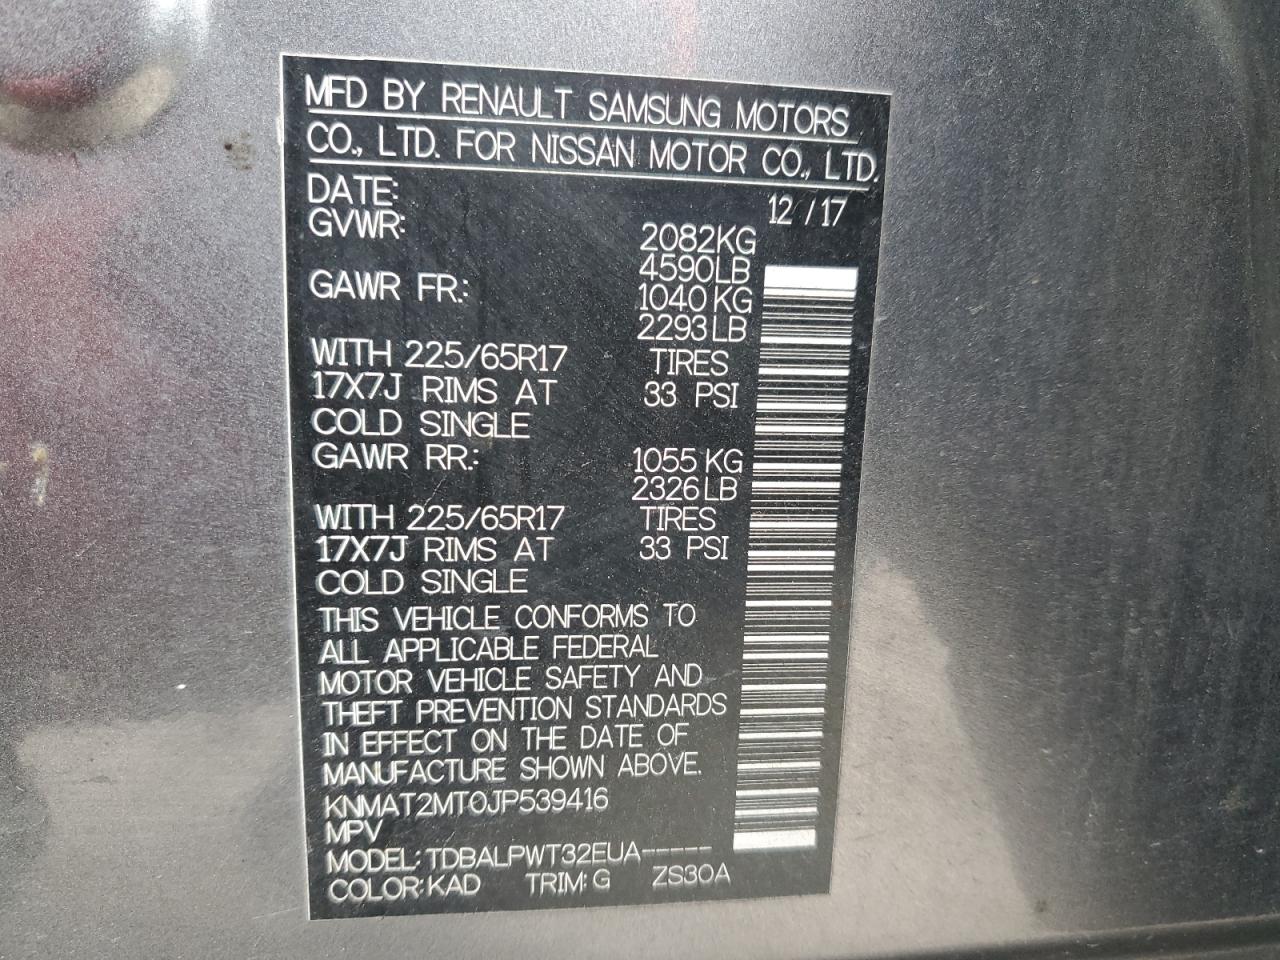 MFD BY RENAULT SAMSUNG MOTORS
CO., LTD. FOR NISSAN MOTOR CO., LTD.
DATE: 12 / 17
GVWR: 2082KG
4590LB
GAWR FR.: 1040 KG
2293LB
WITH 225/65R17 TIRES
17X7J RIMS AT 33 PSI
COLD SINGLE
GAWR RR.: 1055 KG
2326LB
WITH 225/65R17 TIRES
17X7J RIMS AT 33 PSI
COLD SINGLE
THIS VEHICLE CONFORMS TO
ALL APPLICABLE FEDERAL
MOTOR VEHICLE SAFETY AND
THEFT PREVENTION STANDARDS
IN EFFECT ON THE DATE OF
MANUFACTURE SHOWN ABOVE.
KNMAT2MT0JP539416
MPV
MODEL: TDBALPWT32EUA-----
COLOR: KAD TRIM: G ZS30A